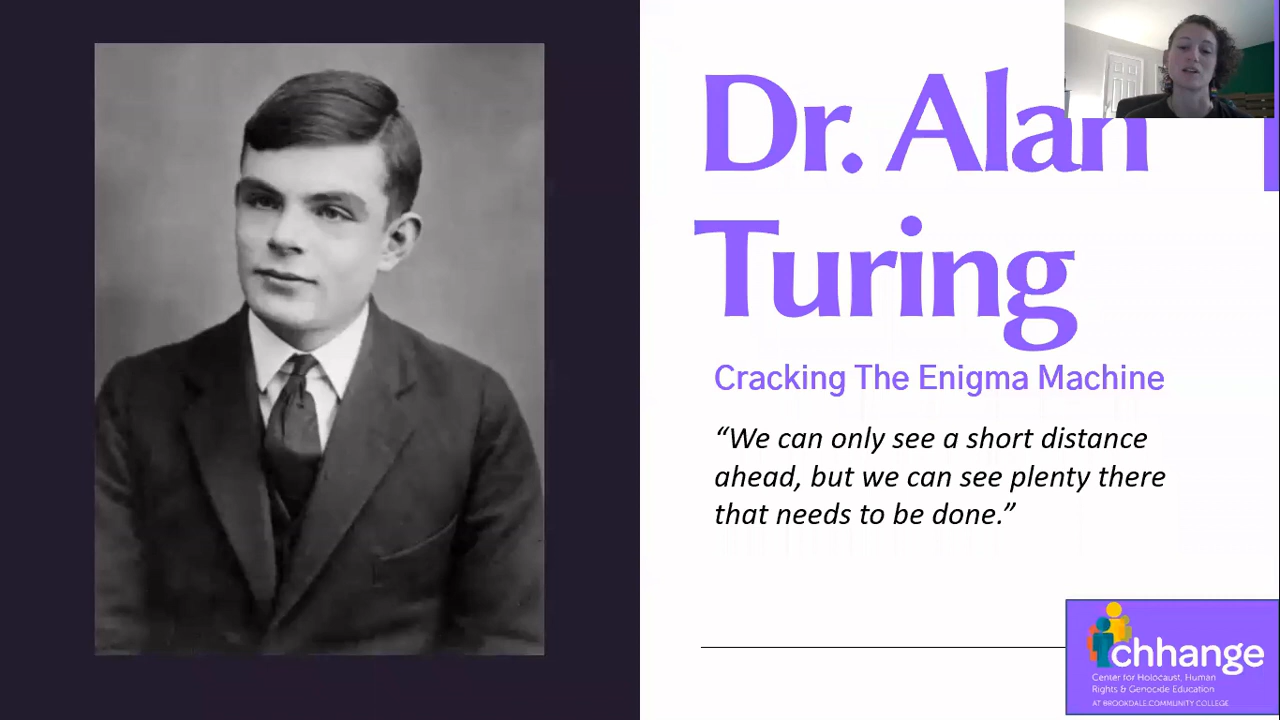 Dr. Alan
Turing
Cracking The Enigma Machine
“We can only see a short distance
ahead, but we can see plenty there
that needs to be done.”
chhange
Center for Holocaust, Human
Rights & Genocide Education
AT BROOKDALE COMMUNITY COLLEGE